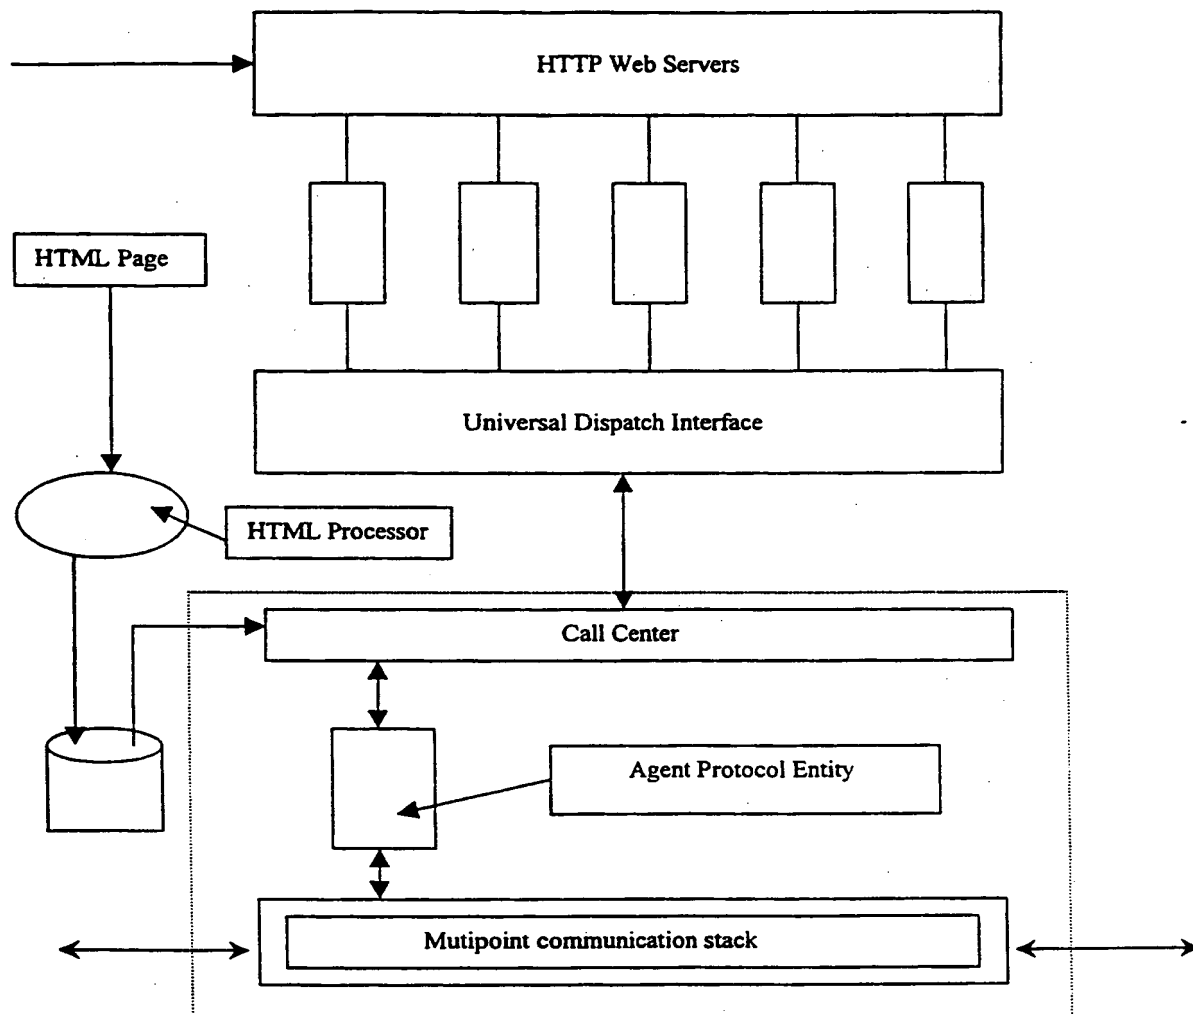 HTTP Web Servers
HTML Page
Universal Dispatch Interface
HTML Processor
Call Center
Agent Protocol Entity
Mutipoint communication stack